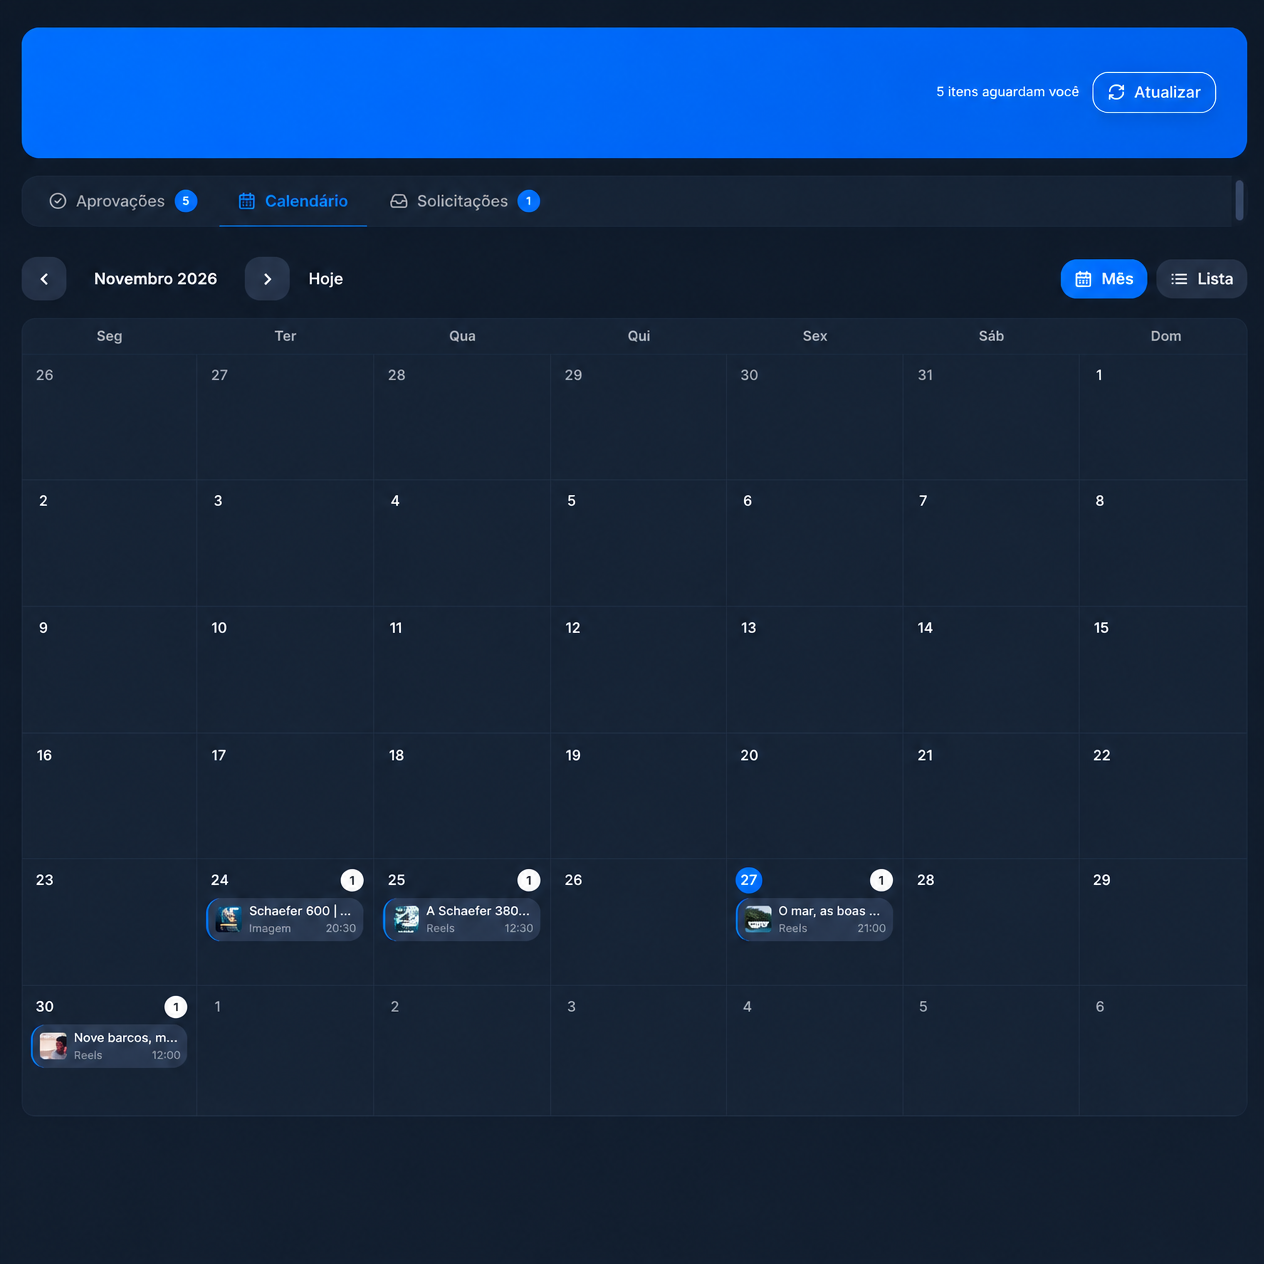 5 itens aguardam você
Atualizar
Aprovações 5
Calendário
Solicitações 1
Novembro 2026
Hoje
Mês
Lista
Seg Ter Qua Qui Sex Sáb Dom
26 27 28 29 30 31 1
2 3 4 5 6 7 8
9 10 11 12 13 14 15
16 17 18 19 20 21 22
23 24 1 25 1 26 27 1 28 29
Schaefer 600 | ... A Schaefer 380... O mar, as boas ...
Imagem 20:30 Reels 12:30 Reels 21:00
30 1 1 2 3 4 5 6
Nove barcos, m...
Reels 12:00